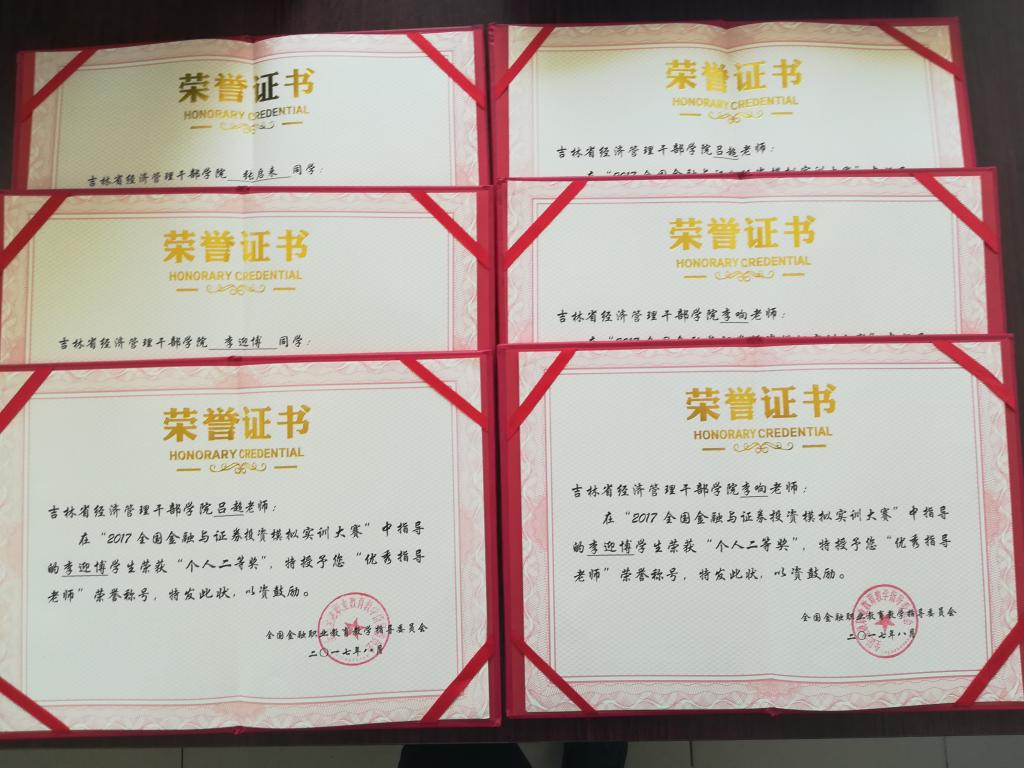 荣誉证书
HONORARY CREDENTIAL
吉林省经济管理干部学院 张启来 同学：
荣誉证书
HONORARY CREDENTIAL
吉林省经济管理干部学院吕超老师：
荣誉证书
HONORARY CREDENTIAL
吉林省经济管理干部学院 李迎博 同学：
荣誉证书
HONORARY CREDENTIAL
吉林省经济管理干部学院李响老师：
荣誉证书
HONORARY CREDENTIAL
吉林省经济管理干部学院吕超老师：
在“2017全国金融与证券投资模拟实训大赛”中指导
的李迎博学生荣获“个人二等奖”，特授予您“优秀指导
老师”荣誉称号，特发此状，以资鼓励。
全国金融职业教育教学指导委员会
二〇一七年八月
荣誉证书
HONORARY CREDENTIAL
吉林省经济管理干部学院李响老师：
在“2017全国金融与证券投资模拟实训大赛”中指导
的李迎博学生荣获“个人二等奖”，特授予您“优秀指导
老师”荣誉称号，特发此状，以资鼓励。
全国金融职业教育教学指导委员会
二〇一七年八月